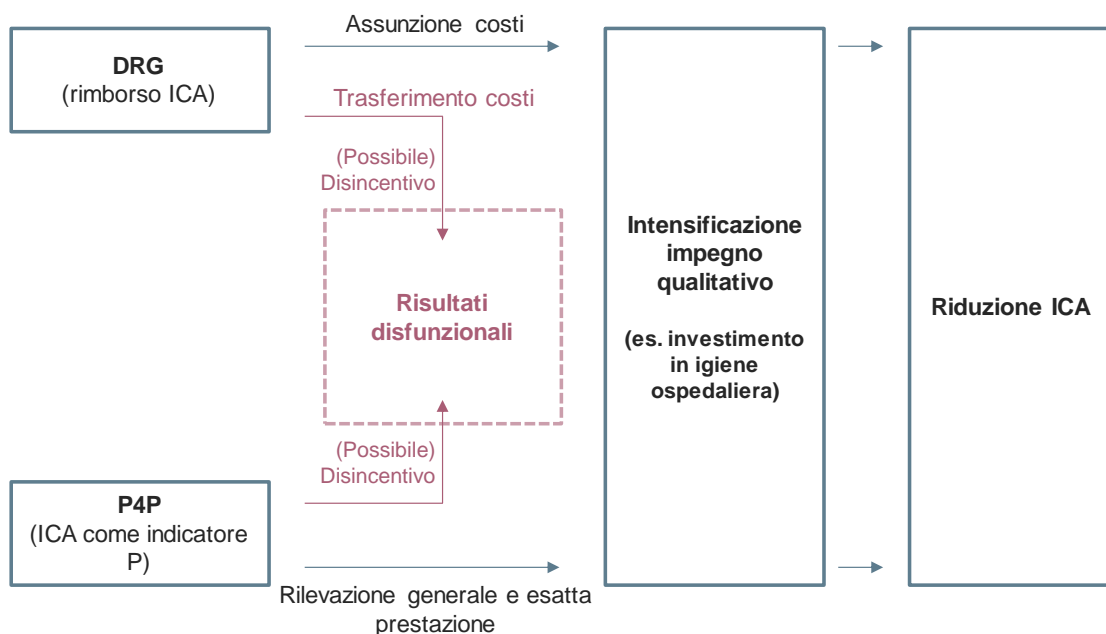 Assunzione costi
DRG
(rimborso ICA)
Trasferimento costi
(Possibile)
Disincentivo
Risultati
disfunzionali
(Possibile)
Disincentivo
P4P
(ICA come indicatore
P)
Rilevazione generale e esatta
prestazione
Intensificazione
impegno
qualitativo
(es. investimento
in igiene
ospedaliera)
Riduzione ICA